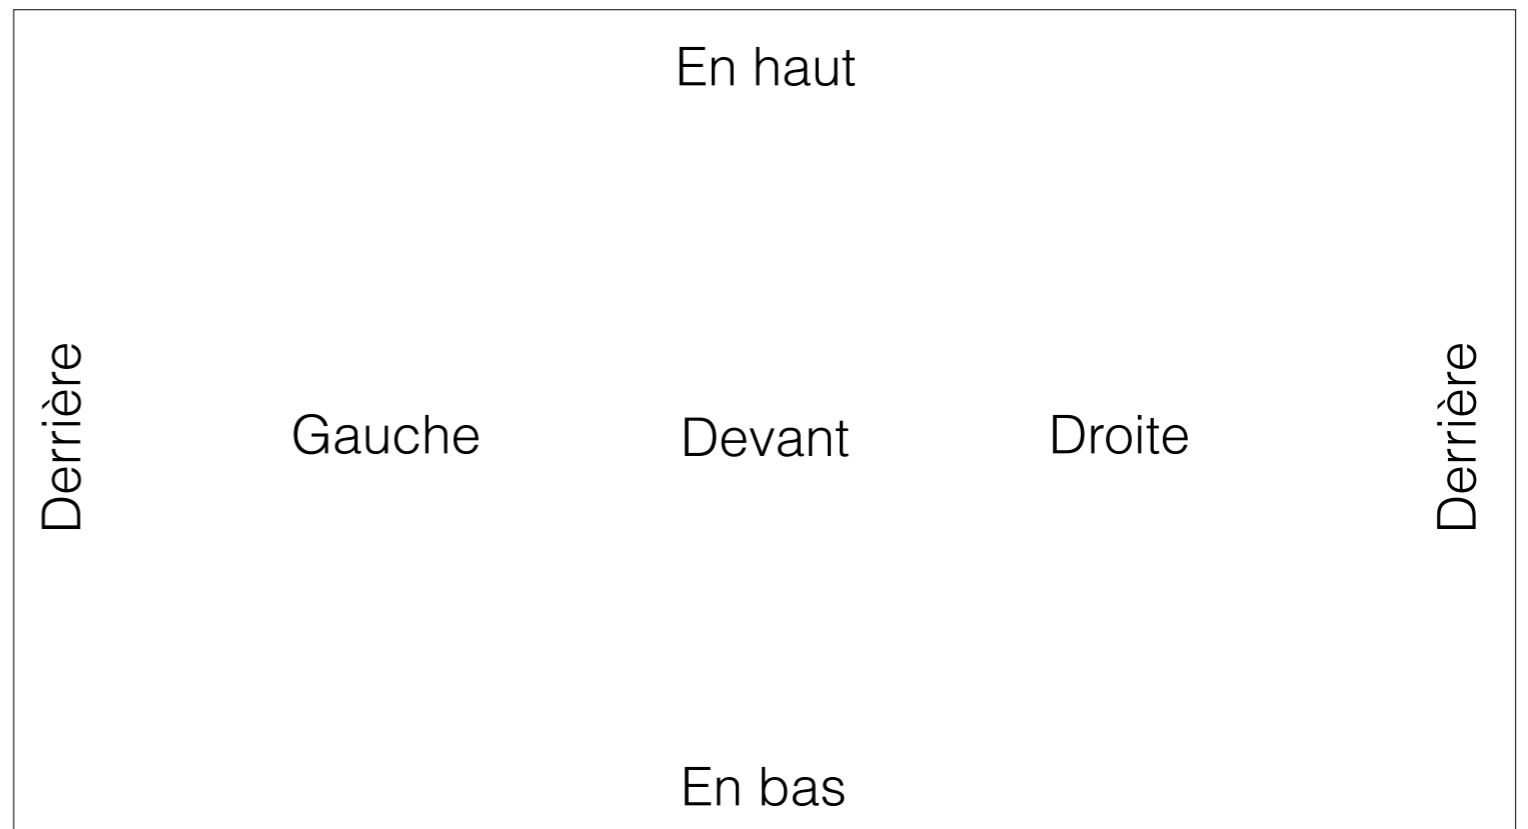 En haut
Derrière
Gauche
Devant
Droite
Derrière
En bas